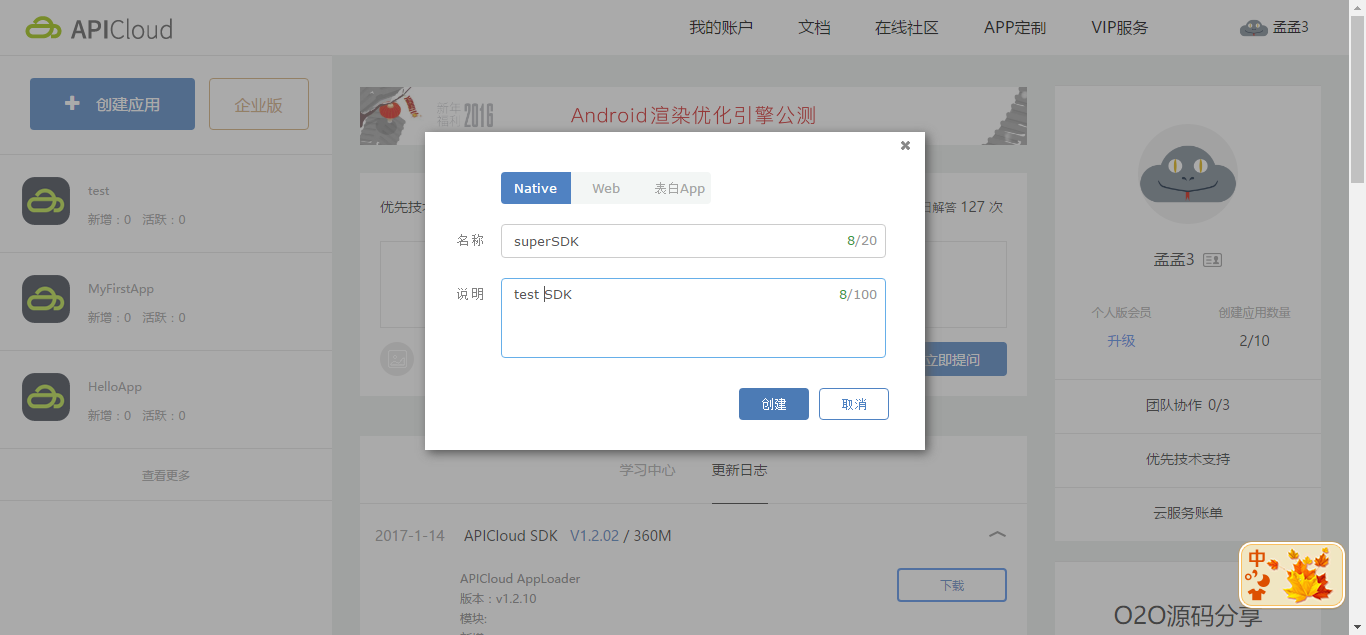 APICloud
我的账户 文档 在线社区 APP定制 VIP服务 孟孟3
创建应用 企业版
test
新增：0 活跃：0
MyFirstApp
新增：0 活跃：0
HelloApp
新增：0 活跃：0
查看更多
新年
福利 2016 Android渲染优化引擎公测
优先技
解答 127 次
立即提问
Native Web 表白App
名称 superSDK 8/20
说明 test SDK 8/100
创建 取消
学习中心 更新日志
2017-1-14 APICloud SDK V1.2.02 / 360M
APICloud AppLoader
版本：v1.2.10
模块:
下载
孟孟3
个人版会员 创建应用数量
升级 2/10
团队协作 0/3
优先技术支持
云服务账单
中
O2O源码分享